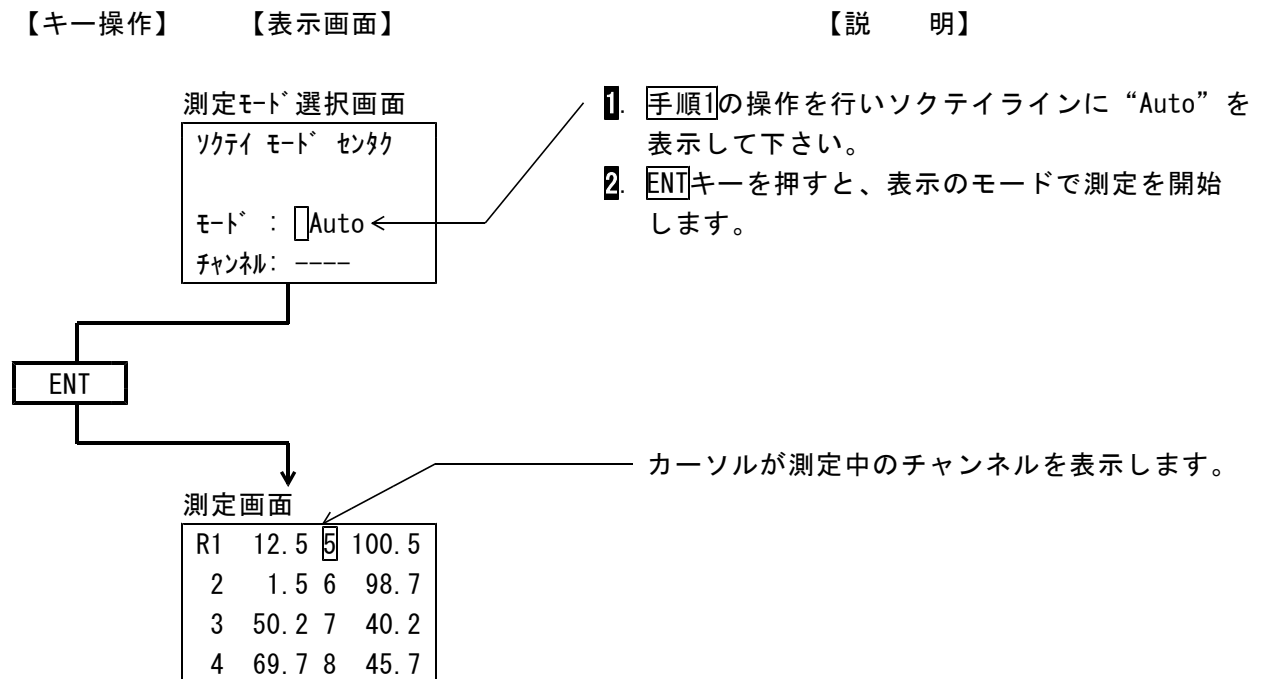 【キー操作】 【表示画面】 【説 明】
測定ﾓｰﾄﾞ選択画面
ｿｸﾃｲ ﾓｰﾄﾞ ｾﾝﾀｸ
ﾓｰﾄﾞ : Auto
ﾁｬﾝﾈﾙ: ----
1. 手順1の操作を行いソクテイラインに“Auto”を
表示して下さい。
2. ENTキーを押すと、表示のモードで測定を開始
します。
ENT
カーソルが測定中のチャンネルを表示します。
測定画面
R1 12.5 5 100.5
2 1.5 6 98.7
3 50.2 7 40.2
4 69.7 8 45.7